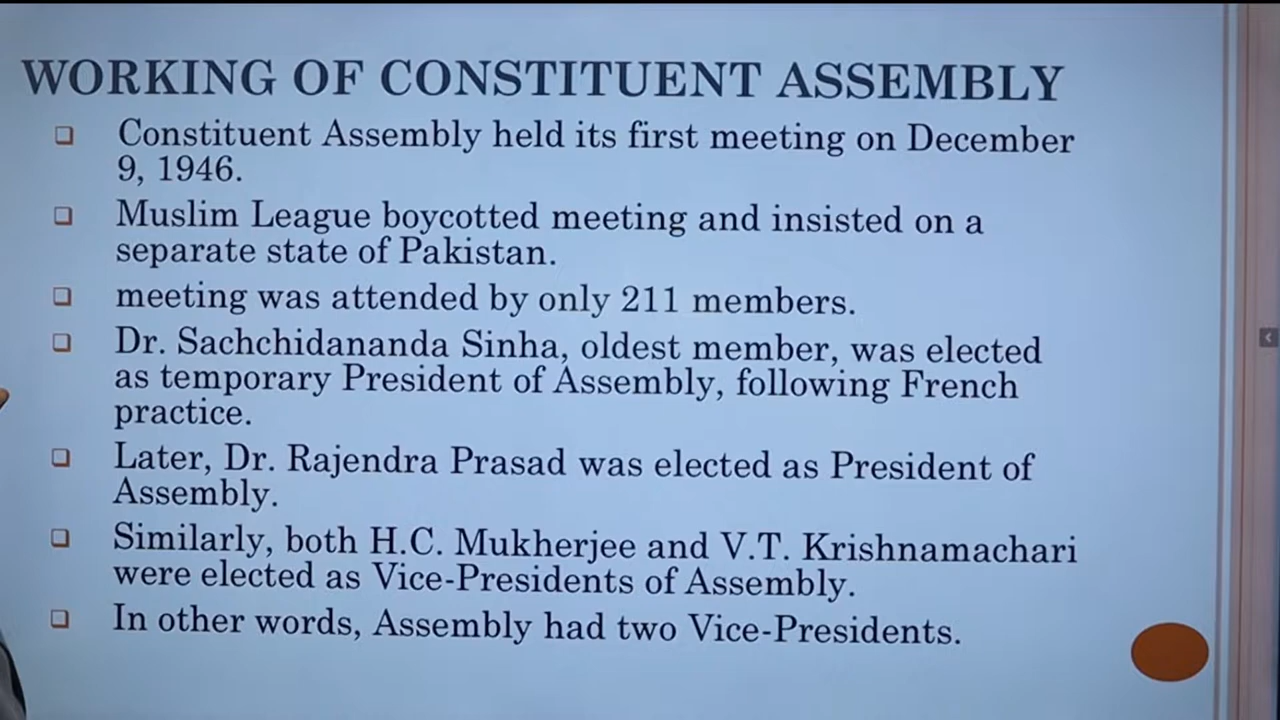 WORKING OF CONSTITUENT ASSEMBLY
Constituent Assembly held its first meeting on December
9, 1946.
Muslim League boycotted meeting and insisted on a
separate state of Pakistan.
meeting was attended by only 211 members.
Dr. Sachchidananda Sinha, oldest member, was elected
as temporary President of Assembly, following French
practice.
Later, Dr. Rajendra Prasad was elected as President of
Assembly.
Similarly, both H.C. Mukherjee and V.T. Krishnamachari
were elected as Vice-Presidents of Assembly.
In other words, Assembly had two Vice-Presidents.